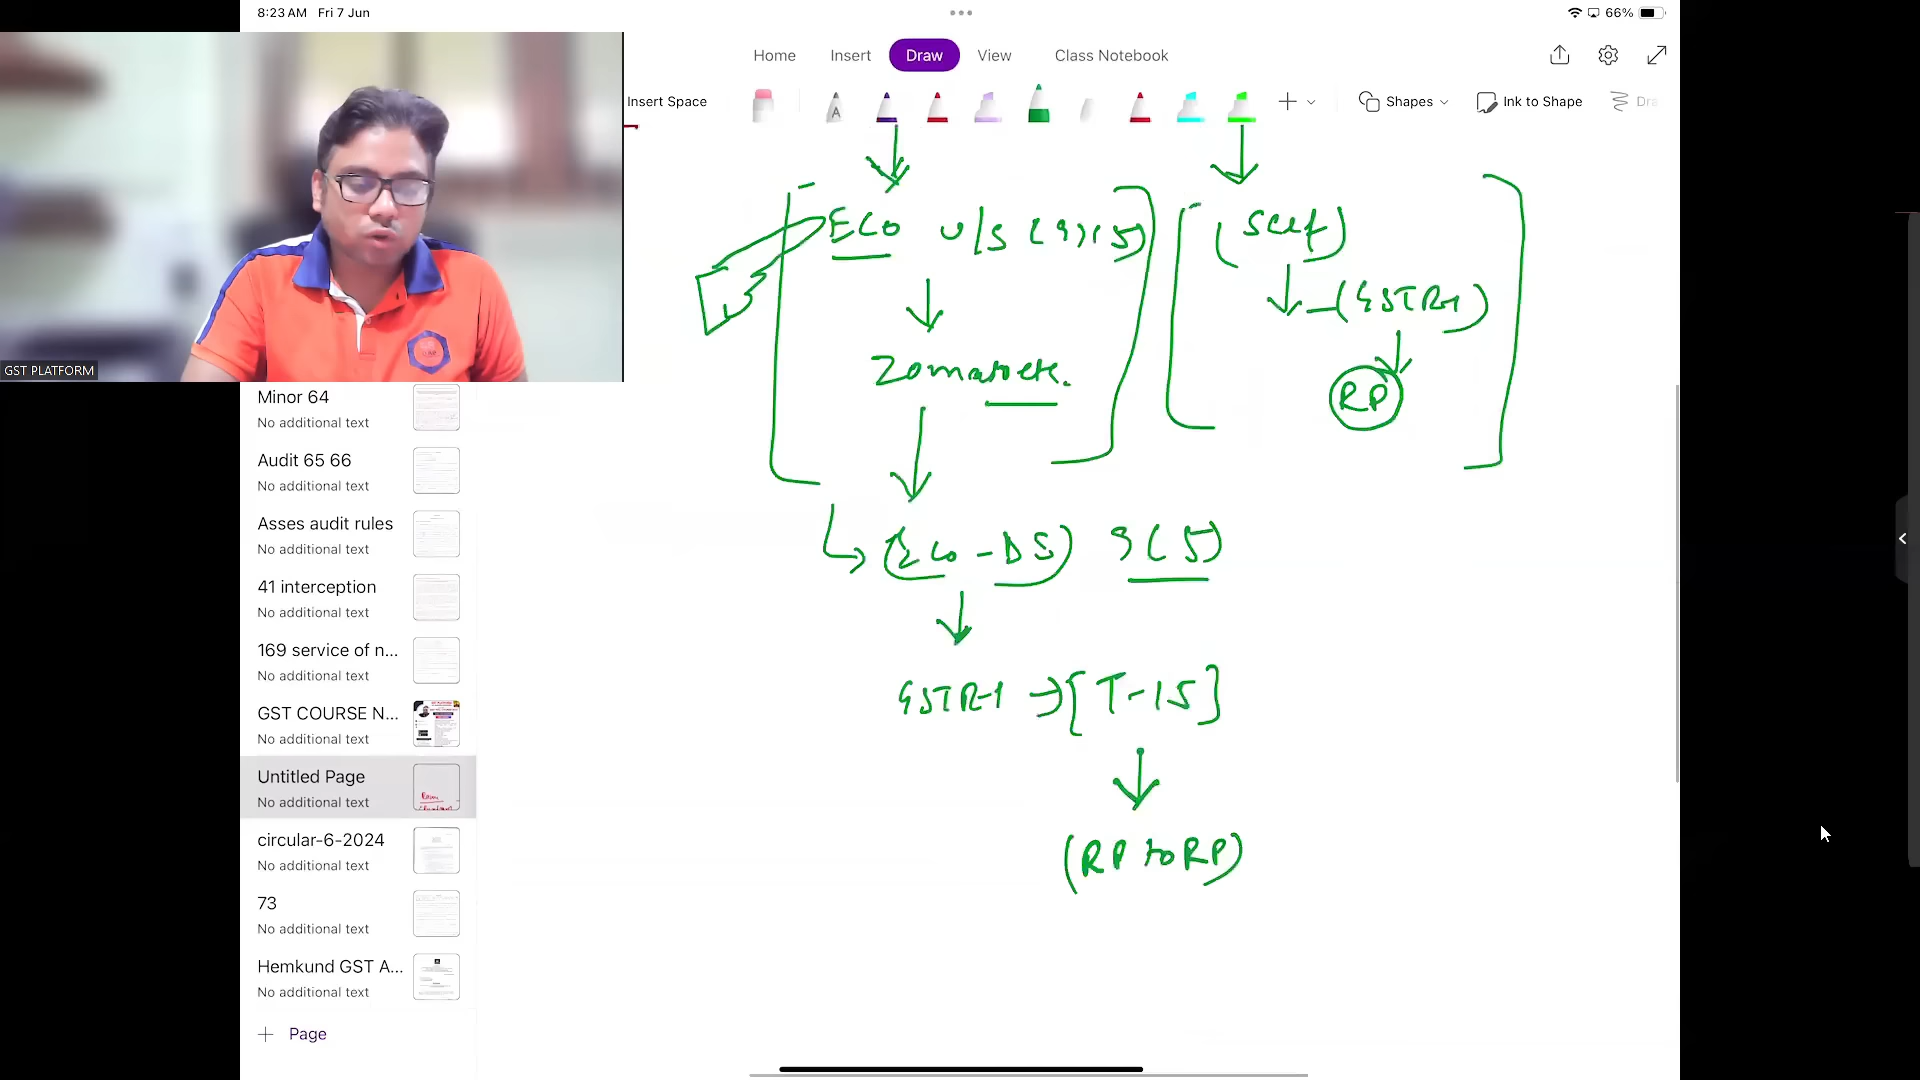 8:23 AM Fri 7 Jun
66%
Home Insert Draw View Class Notebook
Insert Space
A
Shapes
Ink to Shape
Dra
GST PLATFORM
ECO u/s (9)(5)
Zomato etc.
(ECO - DS) 9(5)
GSTR-1 → [T-15]
(RP to RP)
(Self)
(GSTR-1)
RP
Minor 64
No additional text
Audit 65 66
No additional text
Asses audit rules
No additional text
41 interception
No additional text
169 service of n...
No additional text
GST COURSE N...
No additional text
Untitled Page
No additional text
circular-6-2024
No additional text
73
No additional text
Hemkund GST A...
No additional text
+ Page